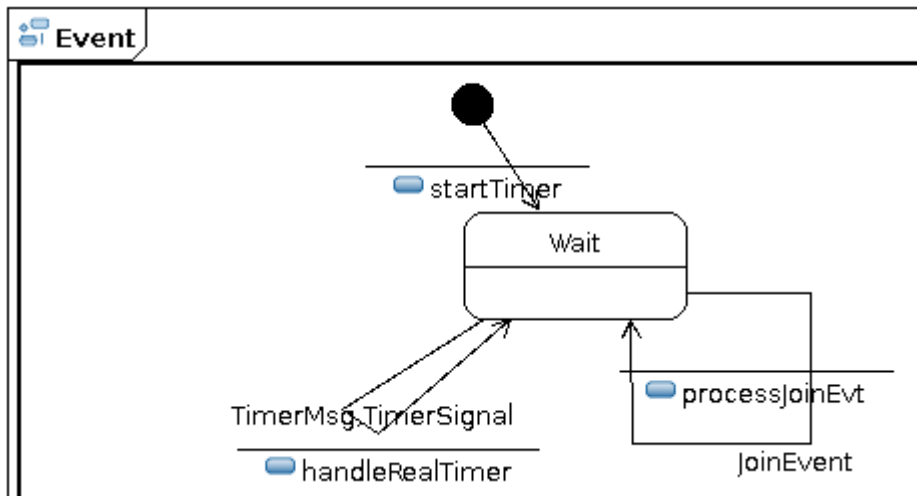 Event
startTimer
Wait
processJoinEvt
TimerMsg.TimerSignal
JoinEvent
handleRealTimer